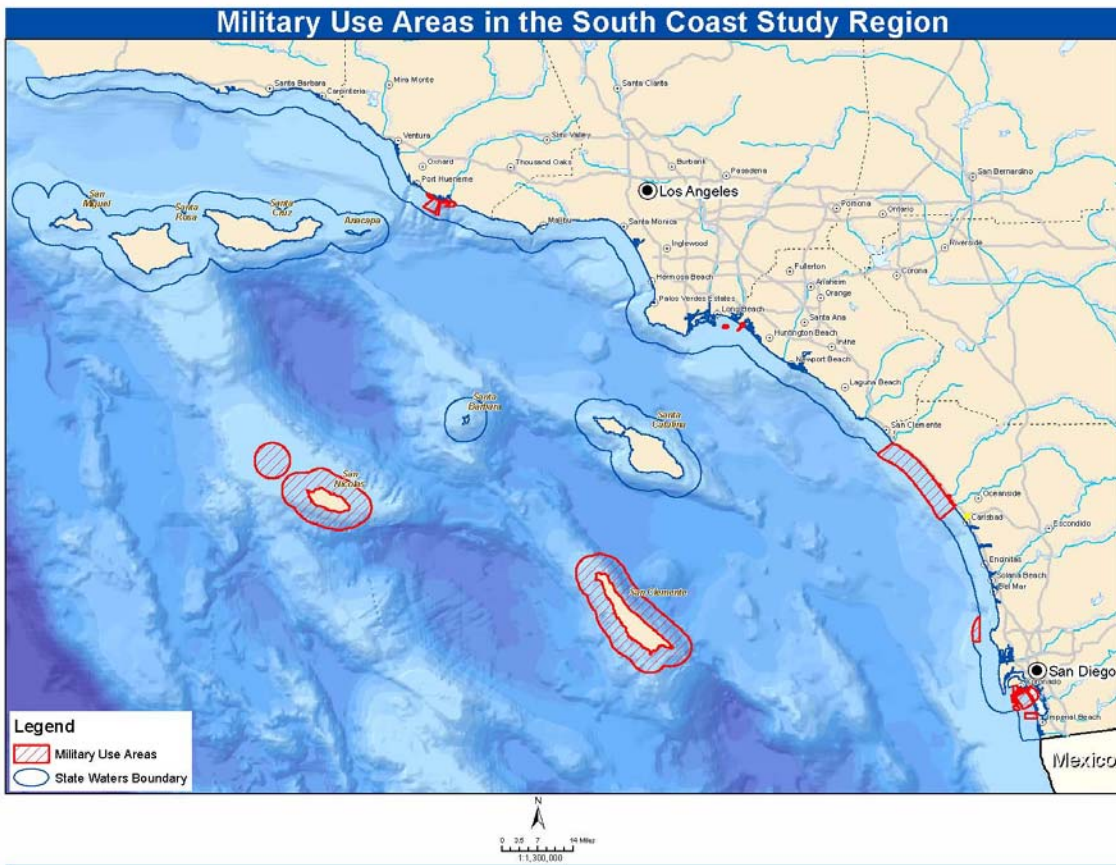 Military Use Areas in the South Coast Study Region
Santa Barbara
Carpinteria
Mira Monte
Santa Clarita
Ventura
Simi Valley
Oxnard
Thousand Oaks
Burbank
Pasadena
San Bernardino
Port Hueneme
Los Angeles
San
Miguel
Santa
Rosa
Santa
Cruz
Anacapa
Malibu
Santa Monica
Pomona
Ontario
Inglewood
Riverside
Hermosa Beach
Fullerton
Corona
Anaheim
Orange
Palos Verdes Estates
Long Beach
Santa Ana
Huntington Beach
Irvine
Newport Beach
Laguna Beach
Santa
Barbara
Santa
Catalina
San Clemente
San
Nicolas
Oceanside
Carlsbad
Escondido
Encinitas
Solana Beach
Del Mar
San Clemente
San Diego
Coronado
Imperial Beach
Mexico
Legend
Military Use Areas
State Waters Boundary
N
0 3.5 7 14 Miles
1:1,300,000